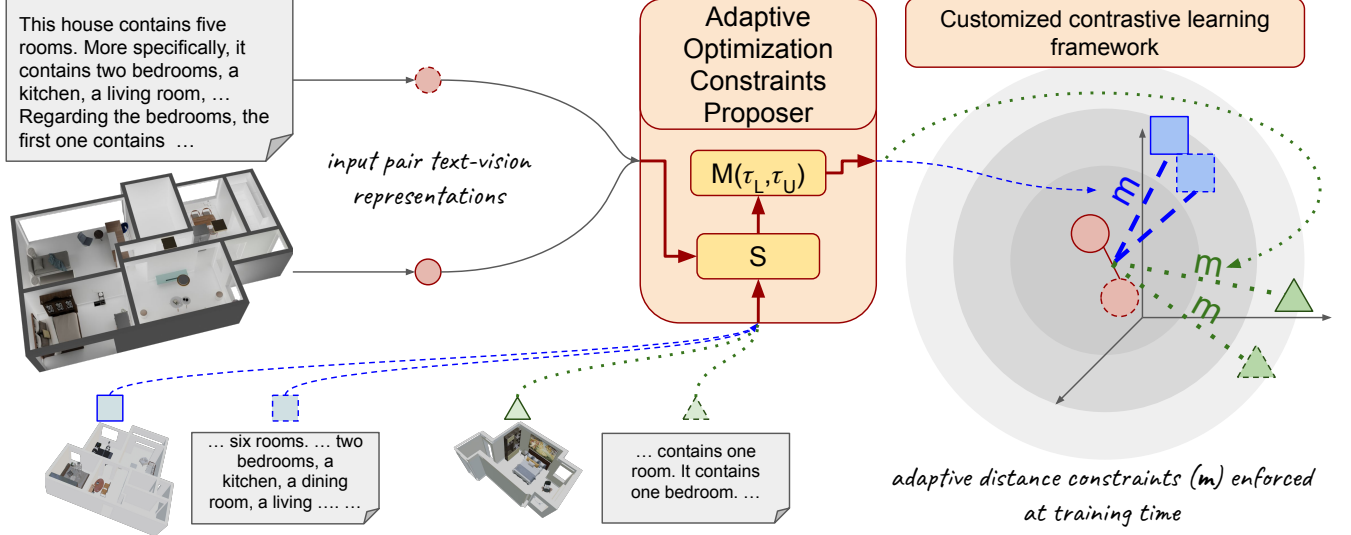 This house contains five
rooms. More specifically, it
contains two bedrooms, a
kitchen, a living room, …
Regarding the bedrooms, the
first one contains …
input pair text-vision
representations
Adaptive
Optimization
Constraints
Proposer
M(τL,τU)
S
Customized contrastive learning
framework
m
m
m
… six rooms. … two
bedrooms, a
kitchen, a dining
room, a living …. …
… contains one
room. It contains
one bedroom. …
adaptive distance constraints (m) enforced
at training time